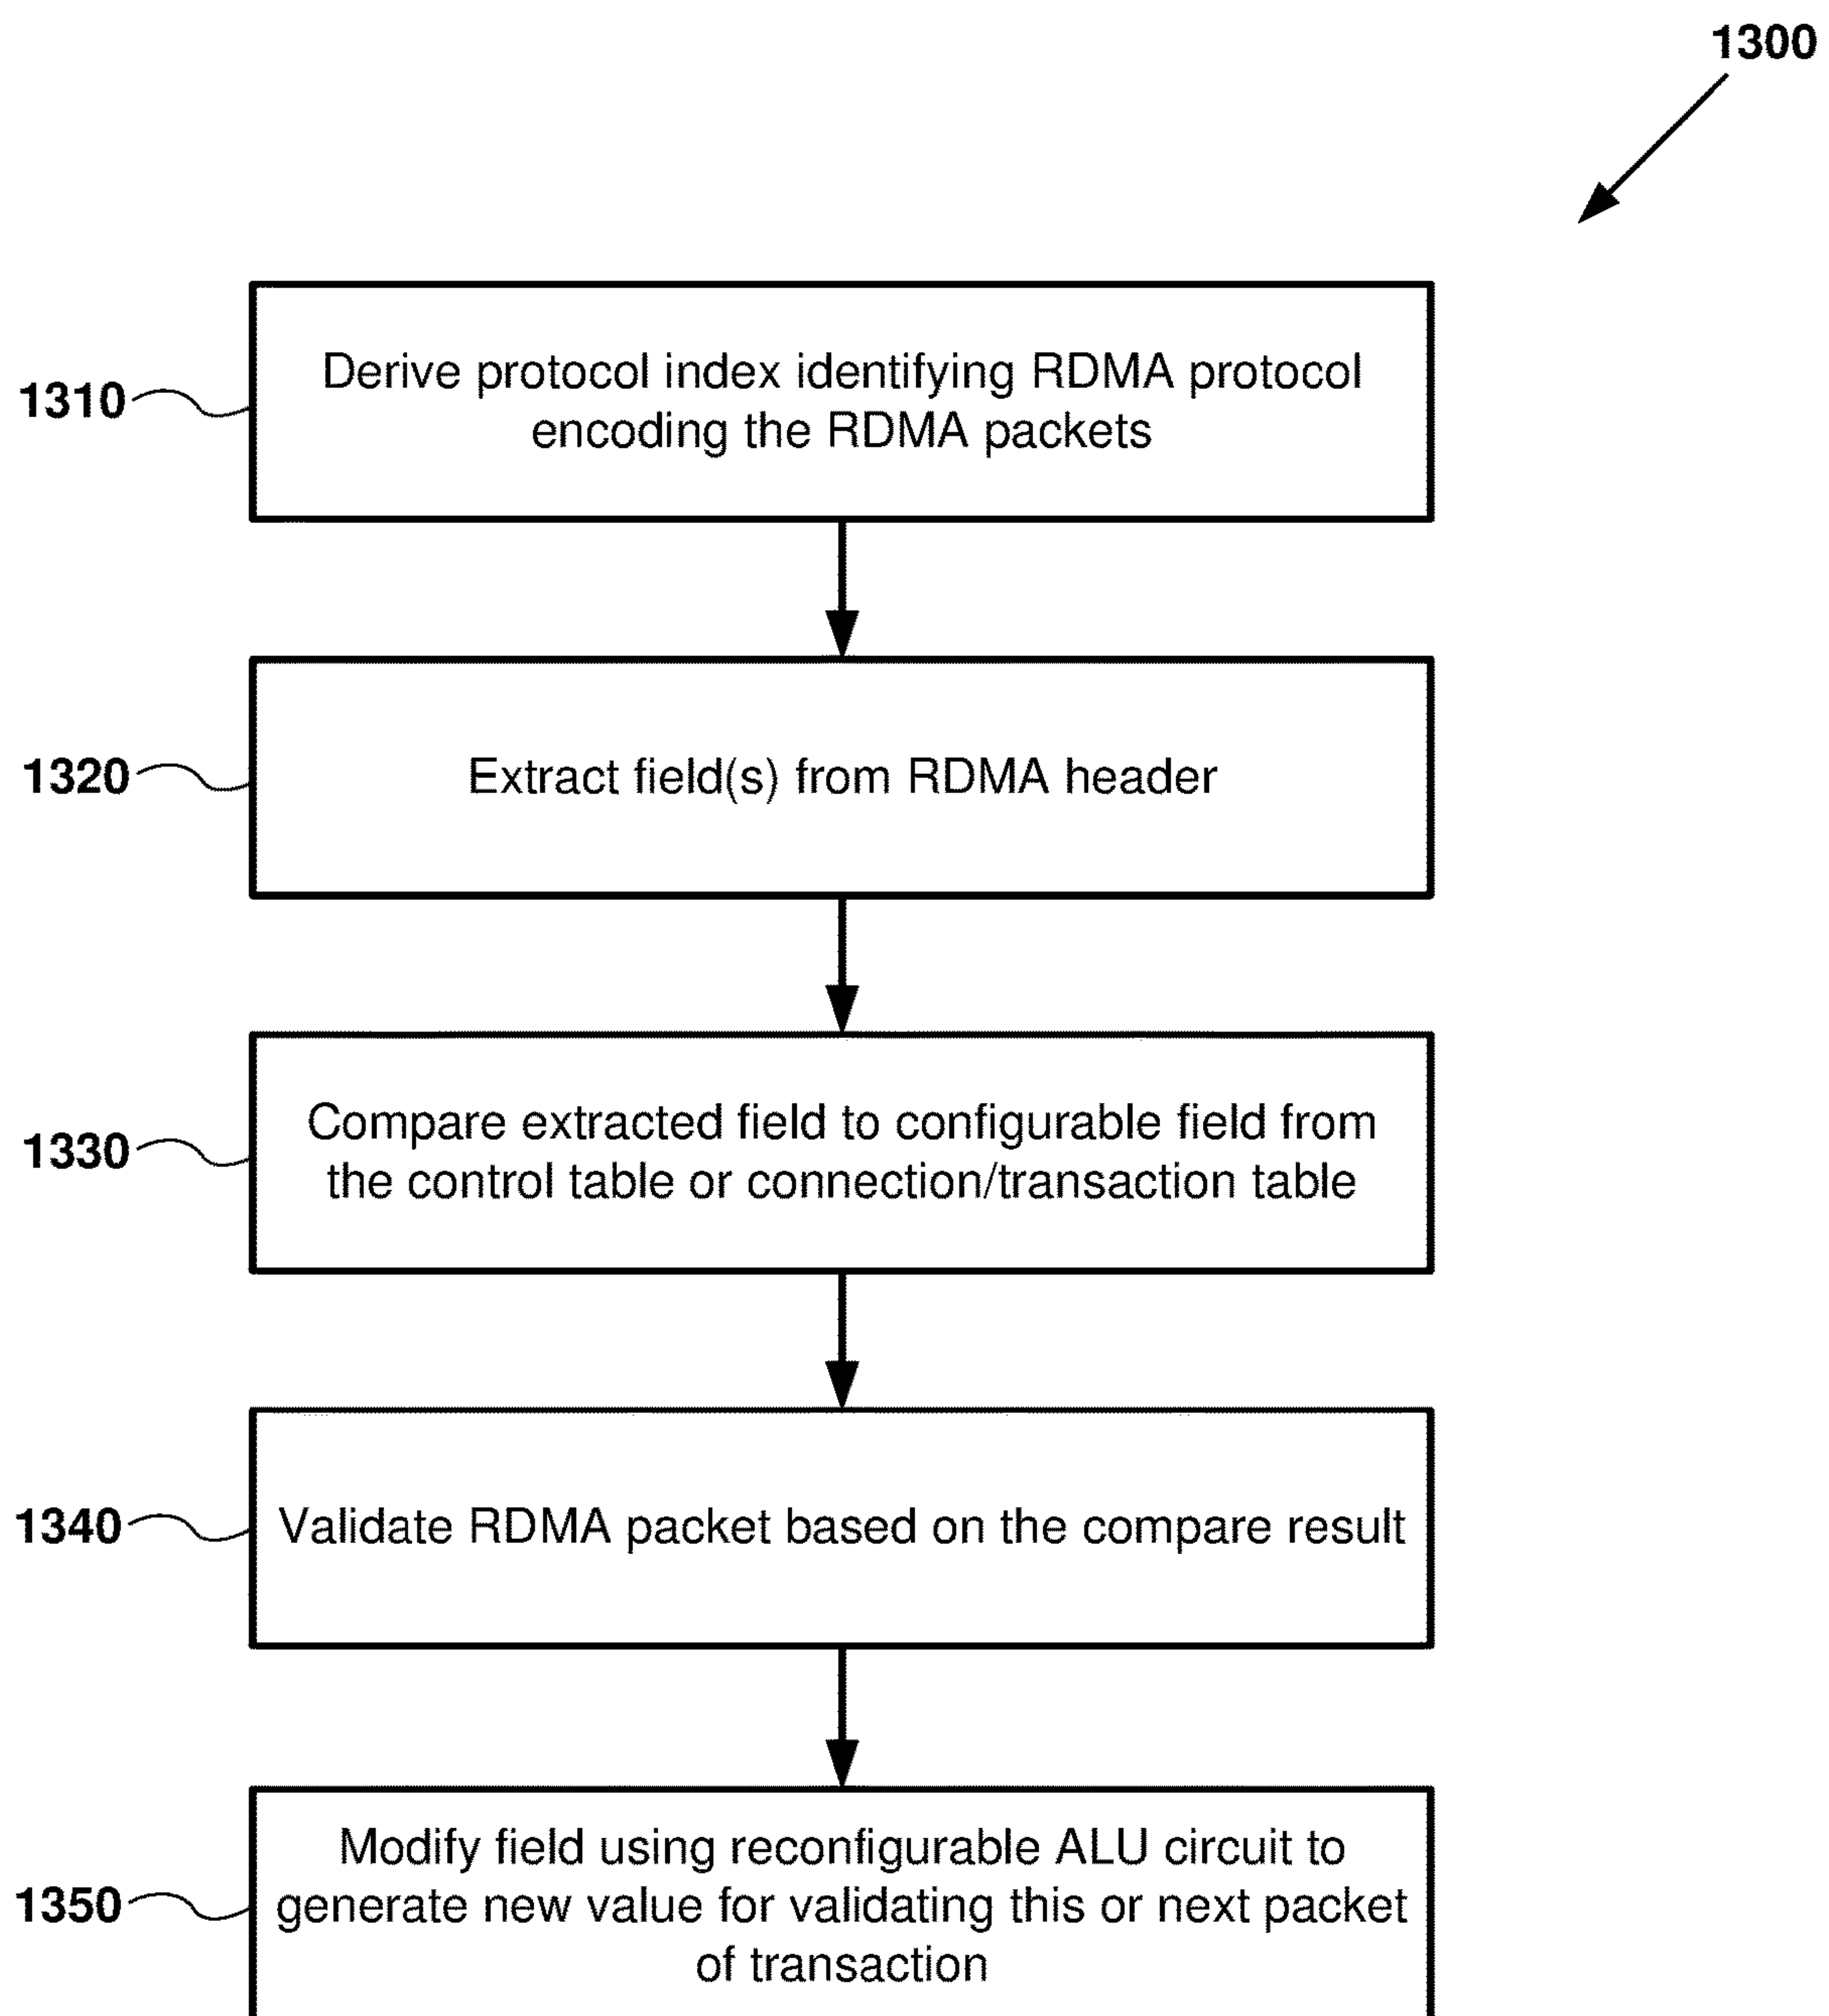 1300
1310
Derive protocol index identifying RDMA protocol
encoding the RDMA packets
1320
Extract field(s) from RDMA header
1330
Compare extracted field to configurable field from
the control table or connection/transaction table
1340
Validate RDMA packet based on the compare result
1350
Modify field using reconfigurable ALU circuit to
generate new value for validating this or next packet
of transaction